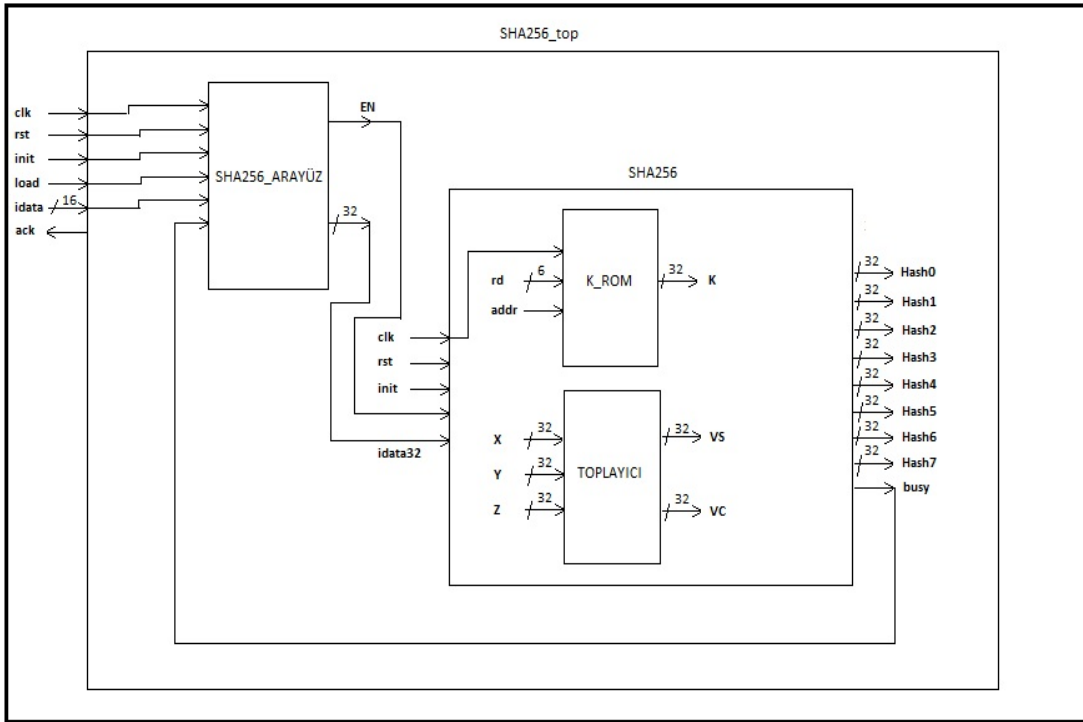 SHA256_top
clk
rst
init
load
idata 16
ack
SHA256_ARAYÜZ
EN
32
SHA256
clk
rst
init
idata32
rd 6
addr
K_ROM
32 K
X 32
Y 32
Z 32
TOPLAYICI
32 VS
32 VC
32 Hash0
32 Hash1
32 Hash2
32 Hash3
32 Hash4
32 Hash5
32 Hash6
32 Hash7
busy